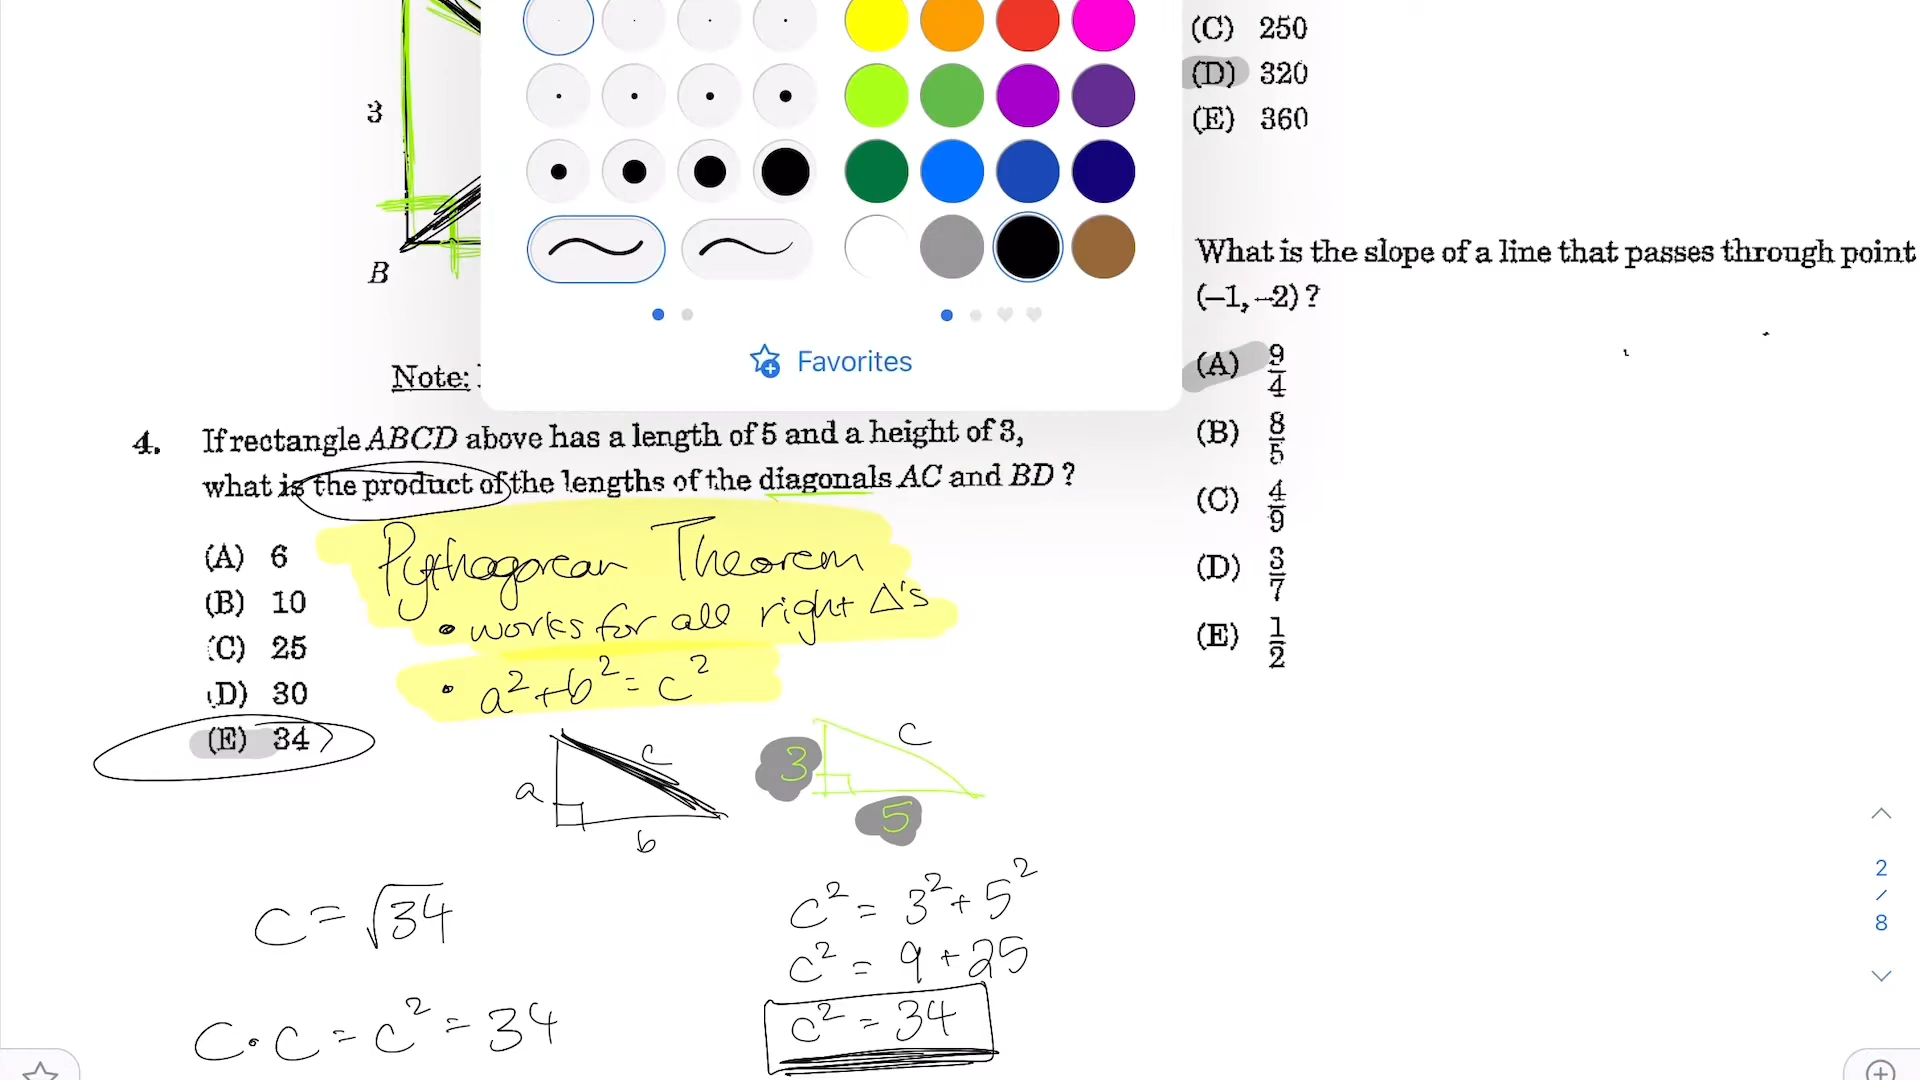 3
B
Note:
Favorites
4. If rectangle ABCD above has a length of 5 and a height of 3,
what is the product of the lengths of the diagonals AC and BD ?
(A) 6
(B) 10
(C) 25
(D) 30
(E) 34
Pythagorean Theorem
• works for all right Δ's
• a²+b²=c²
a
c
b
3
c
5
c = √34
c·c = c² = 34
c² = 3² + 5²
c² = 9 + 25
c² = 34
(C) 250
(D) 320
(E) 360
What is the slope of a line that passes through point
(–1, –2) ?
(A) 9/4
(B) 8/5
(C) 4/9
(D) 3/7
(E) 1/2
2
/
8